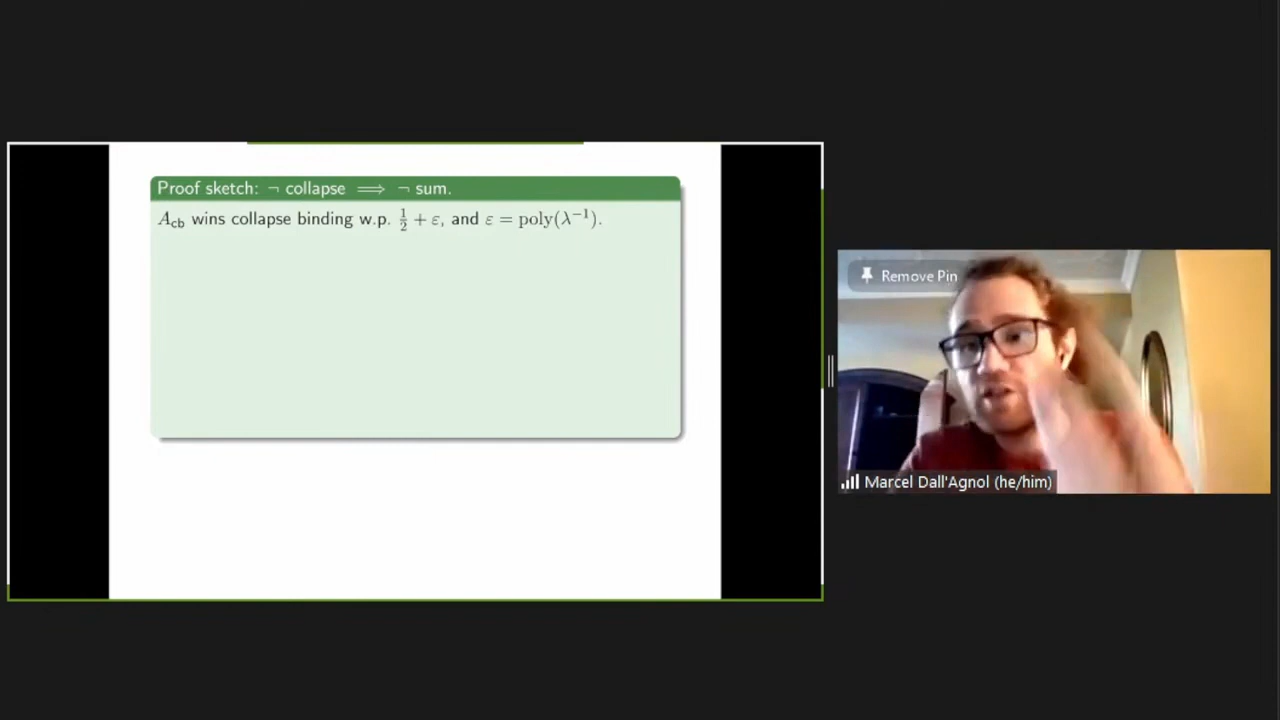 Proof sketch: ¬ collapse ⟹ ¬ sum.
A_cb wins collapse binding w.p. 1/2 + ε, and ε = poly(λ⁻¹).
Remove Pin
Marcel Dall'Agnol (he/him)